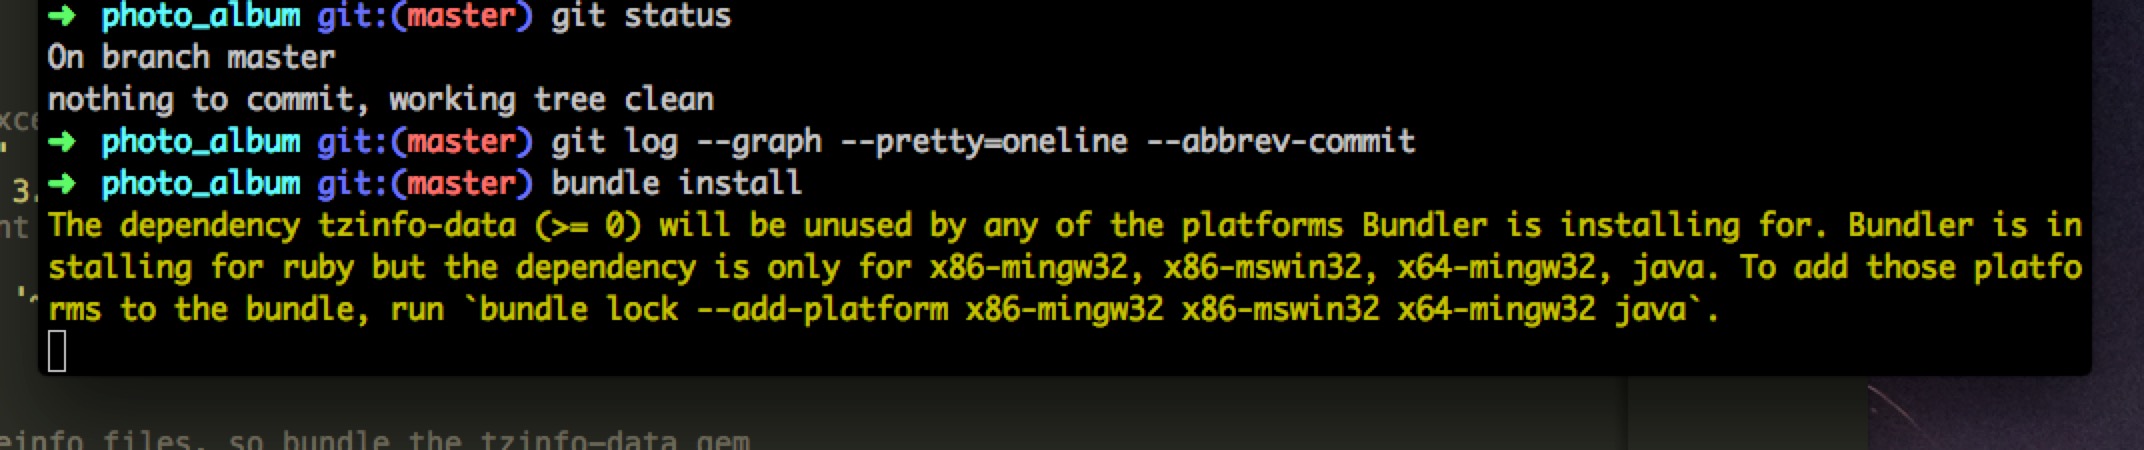 ➜ photo_album git:(master) git status
On branch master
nothing to commit, working tree clean
➜ photo_album git:(master) git log --graph --pretty=oneline --abbrev-commit
➜ photo_album git:(master) bundle install
The dependency tzinfo-data (>= 0) will be unused by any of the platforms Bundler is installing for. Bundler is in
stalling for ruby but the dependency is only for x86-mingw32, x86-mswin32, x64-mingw32, java. To add those platfo
rms to the bundle, run `bundle lock --add-platform x86-mingw32 x86-mswin32 x64-mingw32 java`.
xce
"
3.
nt
'~
einfo files, so bundle the tzinfo-data gem